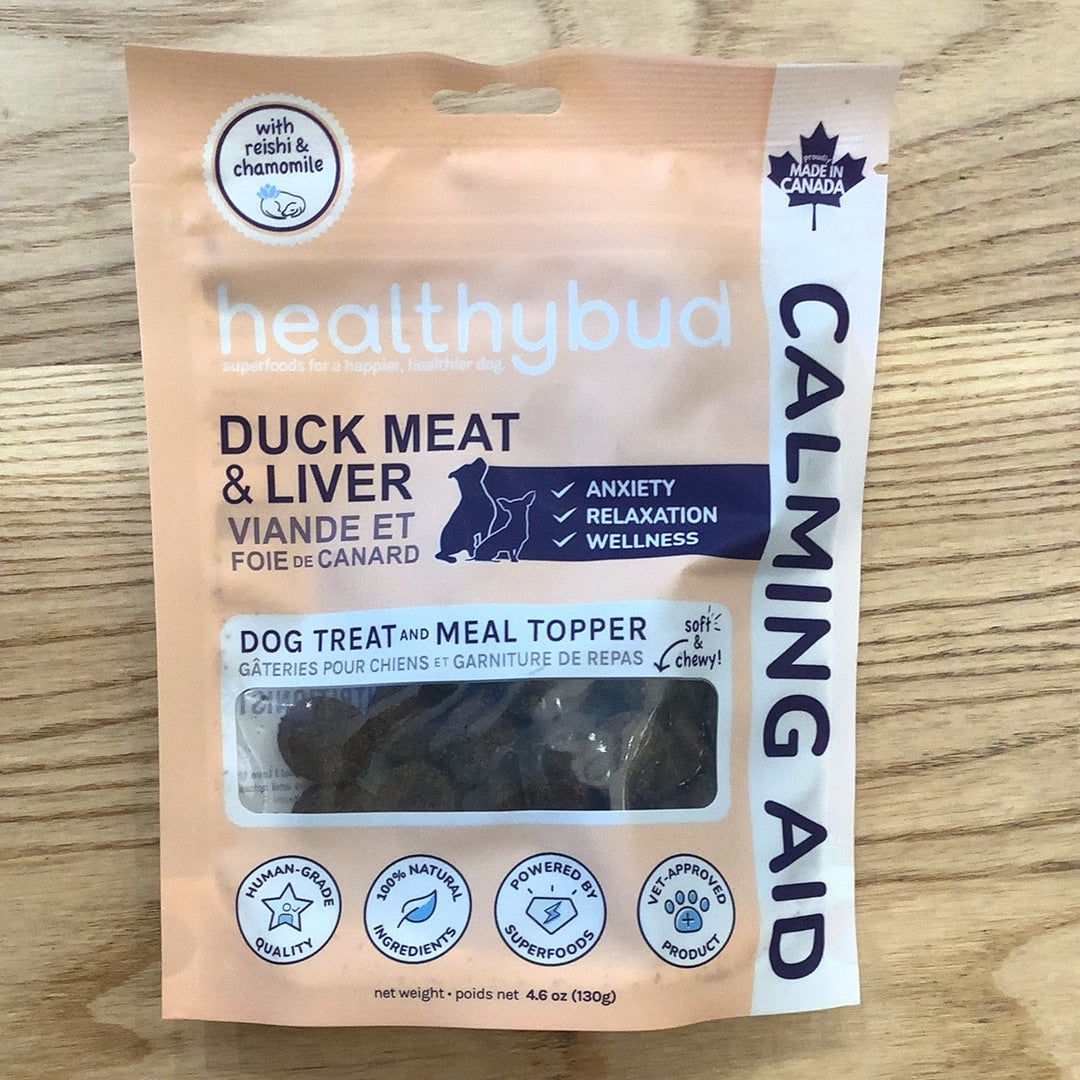 with
reishi &
chamomile
proudly
MADE IN
CANADA
healthybud
superfoods for a happier, healthier dog.
CALMING AID
DUCK MEAT
& LIVER
VIANDE ET
FOIE DE CANARD
ANXIETY
RELAXATION
WELLNESS
DOG TREAT AND MEAL TOPPER
GÂTERIES POUR CHIENS ET GARNITURE DE REPAS
soft
&
chewy!
HUMAN-GRADE
QUALITY
100% NATURAL
INGREDIENTS
POWERED BY
SUPERFOODS
VET-APPROVED
PRODUCT
net weight • poids net 4.6 oz (130g)